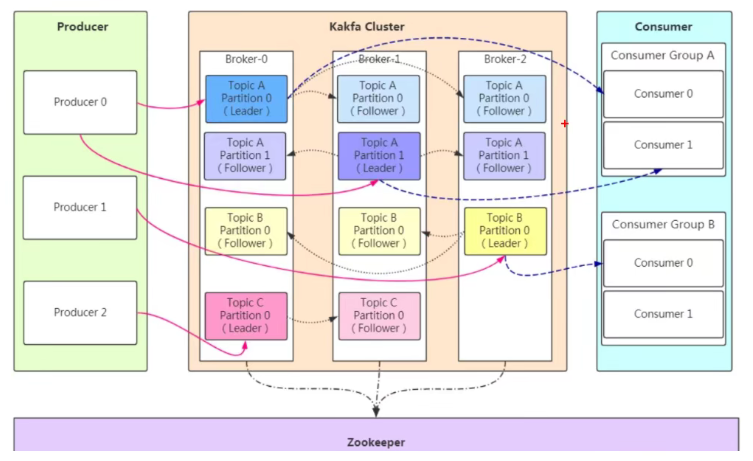 Producer
Kakfa Cluster
Consumer
Broker-0
Broker-1
Broker-2
Consumer Group A
Producer 0
Topic A
Partition 0
( Leader )
Topic A
Partition 0
( Follower )
Topic A
Partition 0
( Follower )
Consumer 0
Topic A
Partition 1
( Follower )
Topic A
Partition 1
( Leader )
Topic A
Partition 1
( Follower )
Consumer 1
Producer 1
Topic B
Partition 0
( Follower )
Topic B
Partition 0
( Follower )
Topic B
Partition 0
( Leader )
Consumer Group B
Consumer 0
Producer 2
Topic C
Partition 0
( Leader )
Topic C
Partition 0
( Follower )
Consumer 1
Zookeeper